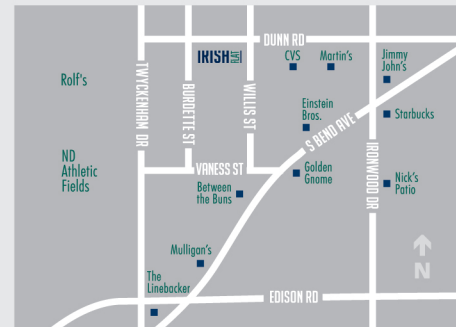 DUNN RD
IRISH FLAT
CVS
Martin's
Jimmy
John's
Rolf's
TWYCKENHAM DR
BURDETTE ST
WILLIS ST
Einstein
Bros.
S BEND AVE
Starbucks
IRONWOOD DR
ND
Athletic
Fields
VANESS ST
Golden
Gnome
Between
the Buns
Nick's
Patio
Mulligan's
The
Linebacker
EDISON RD
N